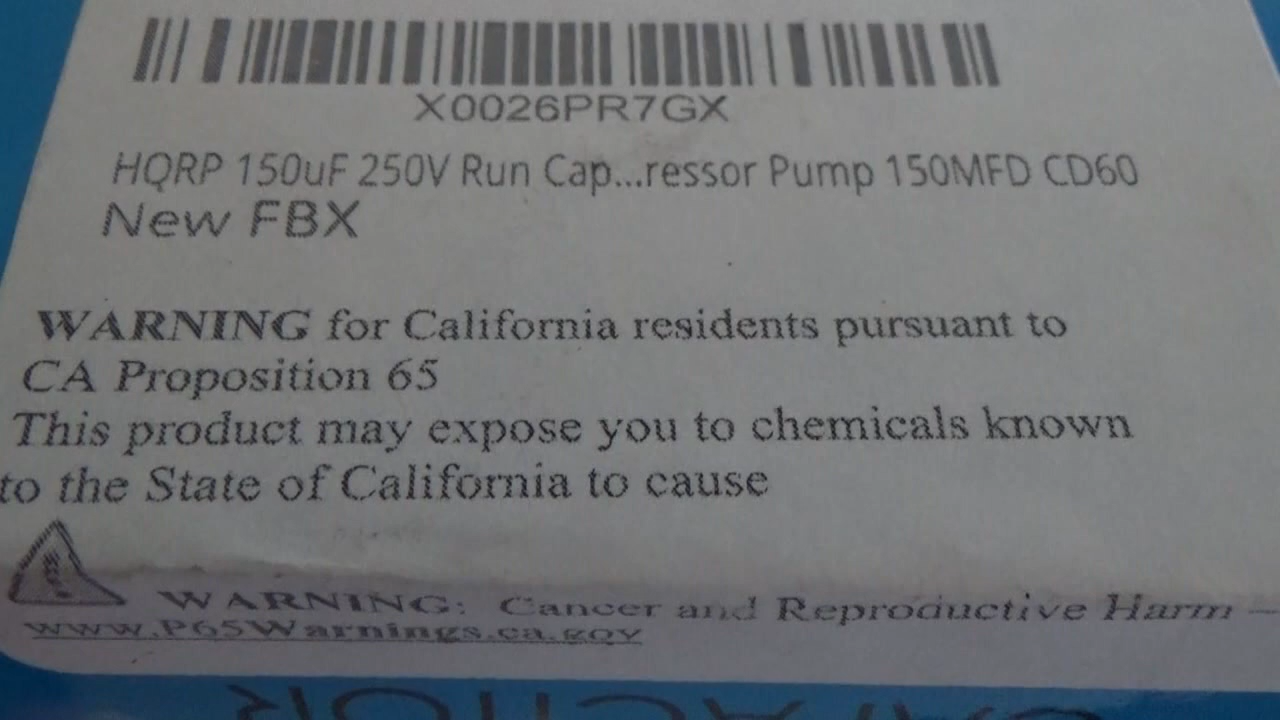 X0026PR7GX
HQRP 150uF 250V Run Cap...ressor Pump 150MFD CD60
New FBX
WARNING for California residents pursuant to
CA Proposition 65
This product may expose you to chemicals known
to the State of California to cause
WARNING: Cancer and Reproductive Harm –
www.P65Warnings.ca.gov